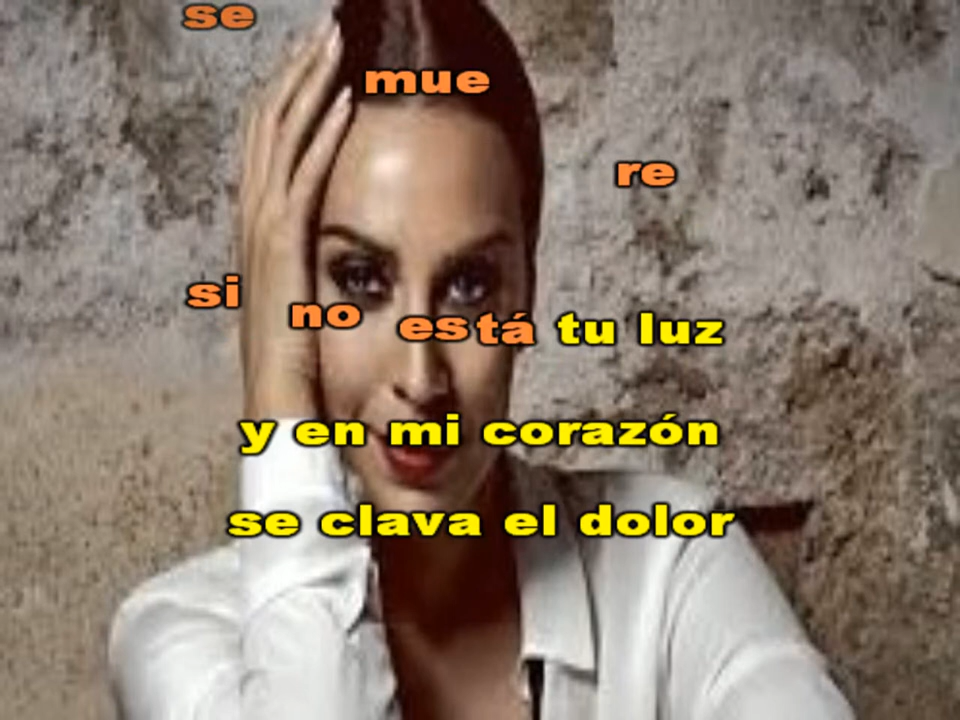 se
mue
re
si no está tu luz
y en mi corazón
se clava el dolor